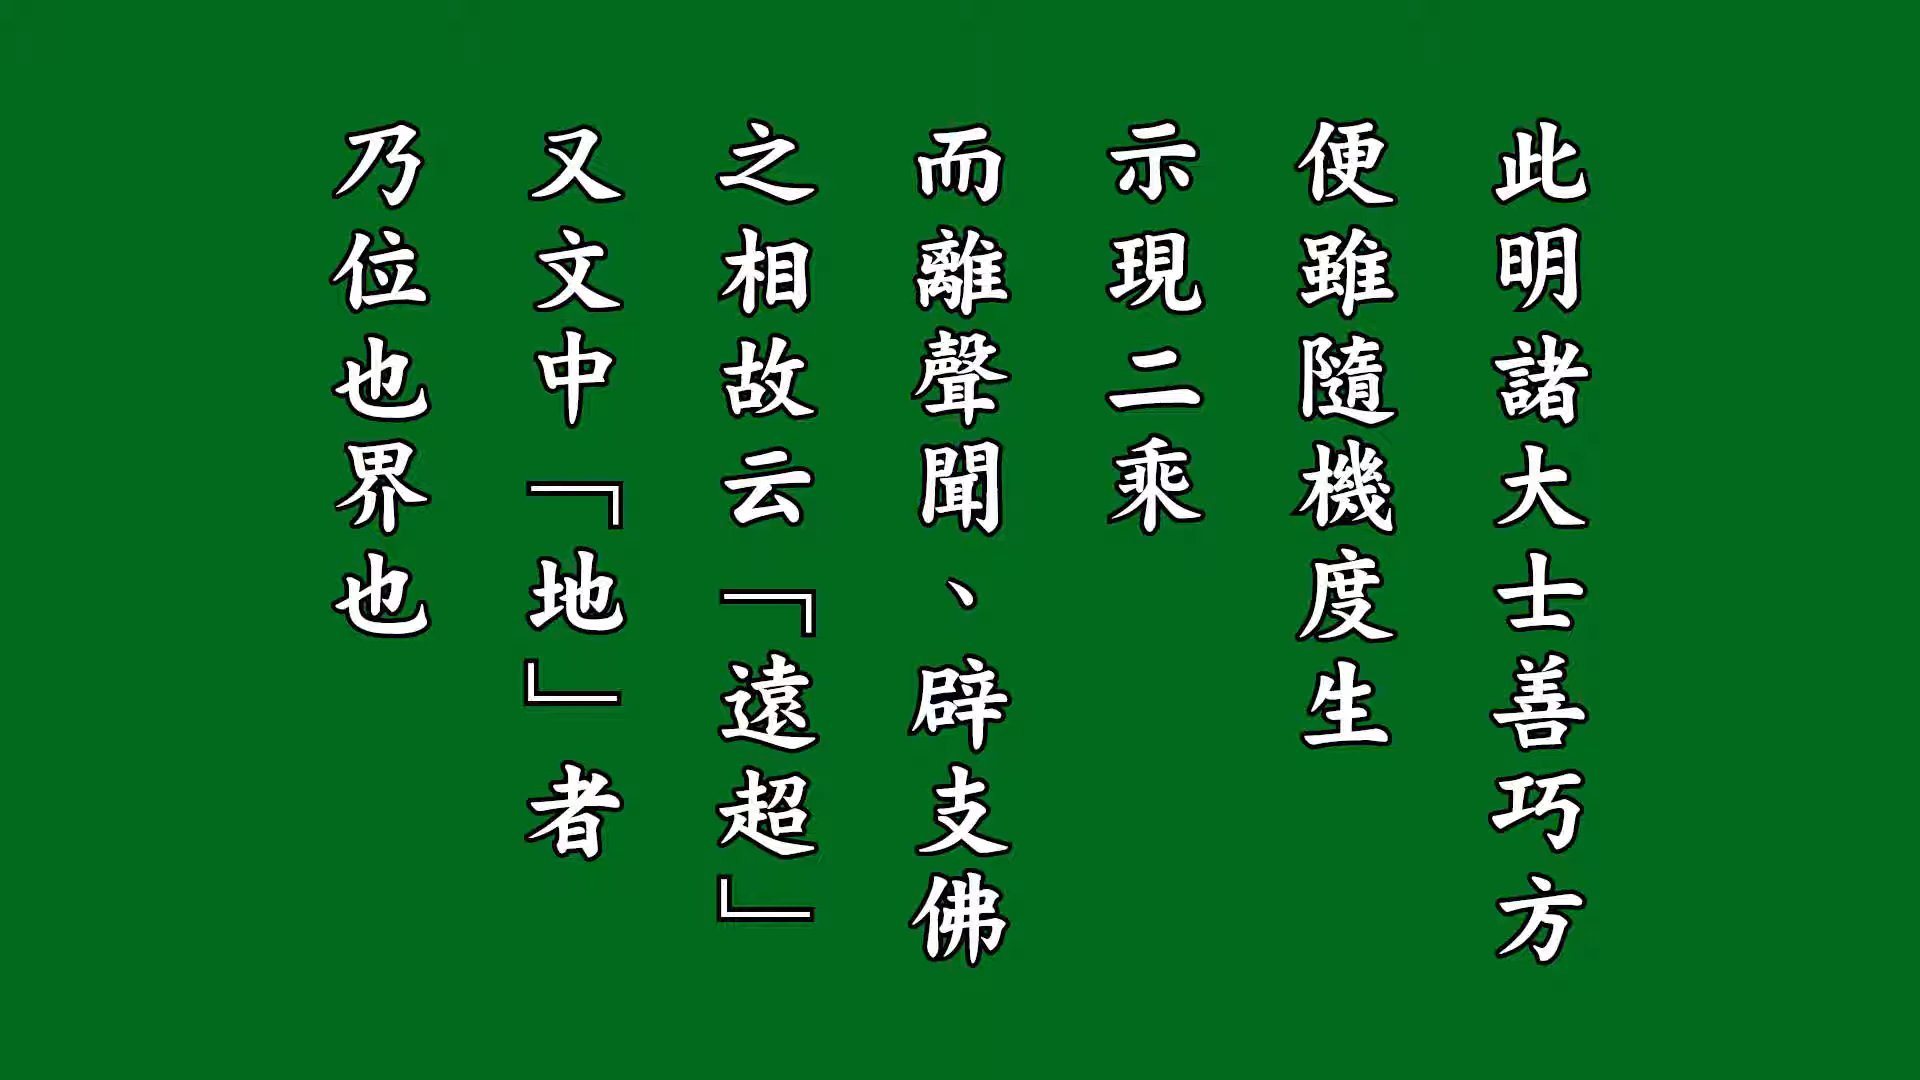 此明諸大士善巧方
便雖隨機度生
示現二乘
而離聲聞、辟支佛
之相故云「遠超」
又文中「地」者
乃位也界也